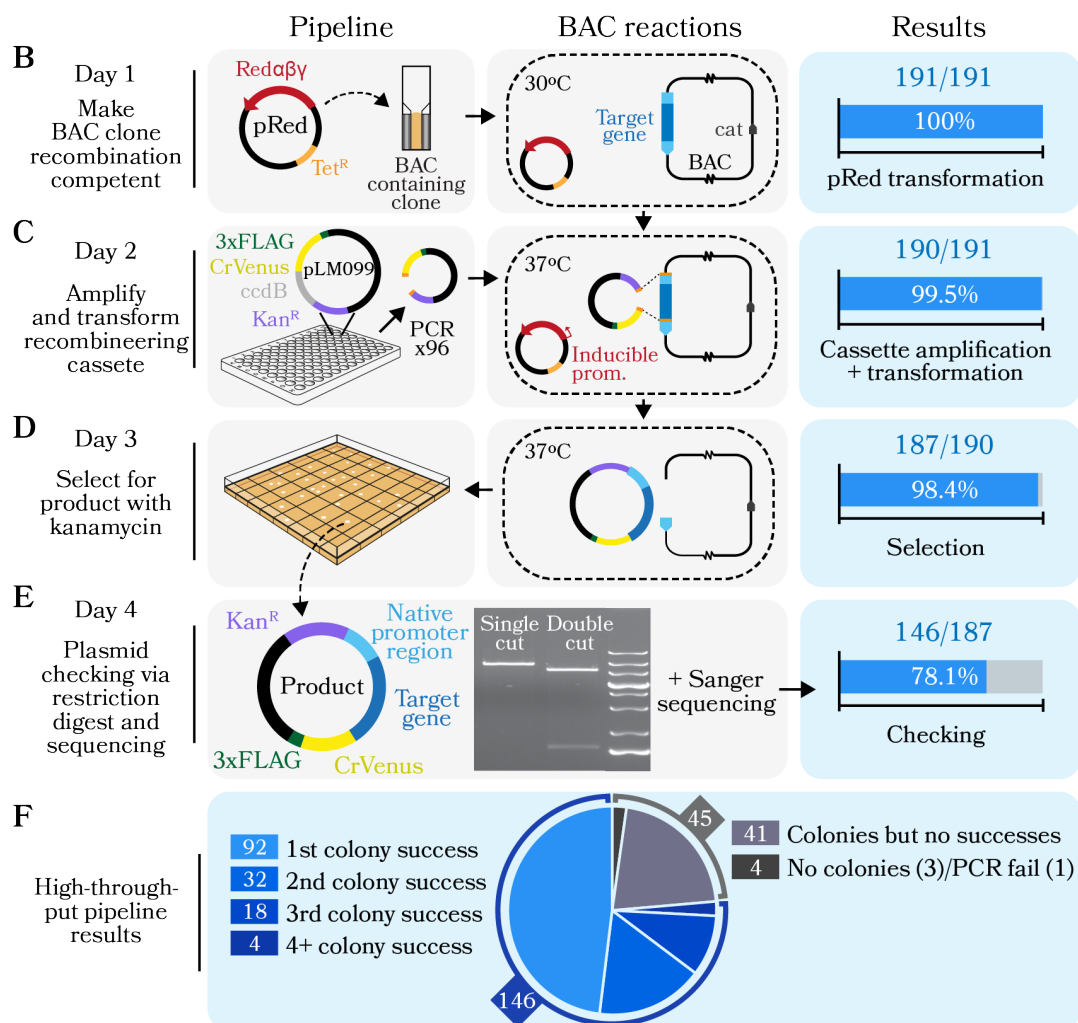 Pipeline
BAC reactions
Results
B
Day 1
Make
BAC clone
recombination
competent
Redαβγ
pRed
Tet^R
BAC
containing
clone
30ºC
Target
gene
cat
BAC
191/191
100%
pRed transformation
C
Day 2
Amplify
and transform
recombineering
cassete
3xFLAG
CrVenus
ccdB
Kan^R
pLM099
PCR
x96
37ºC
Inducible
prom.
190/191
99.5%
Cassette amplification
+ transformation
D
Day 3
Select for
product with
kanamycin
37ºC
187/190
98.4%
Selection
E
Day 4
Plasmid
checking via
restriction
digest and
sequencing
Kan^R
Native
promoter
region
Product
Target
gene
3xFLAG
CrVenus
Single
cut
Double
cut
+ Sanger
sequencing
146/187
78.1%
Checking
F
High-through-
put pipeline
results
92 1st colony success
32 2nd colony success
18 3rd colony success
4 4+ colony success
146
45
41 Colonies but no successes
4 No colonies (3)/PCR fail (1)